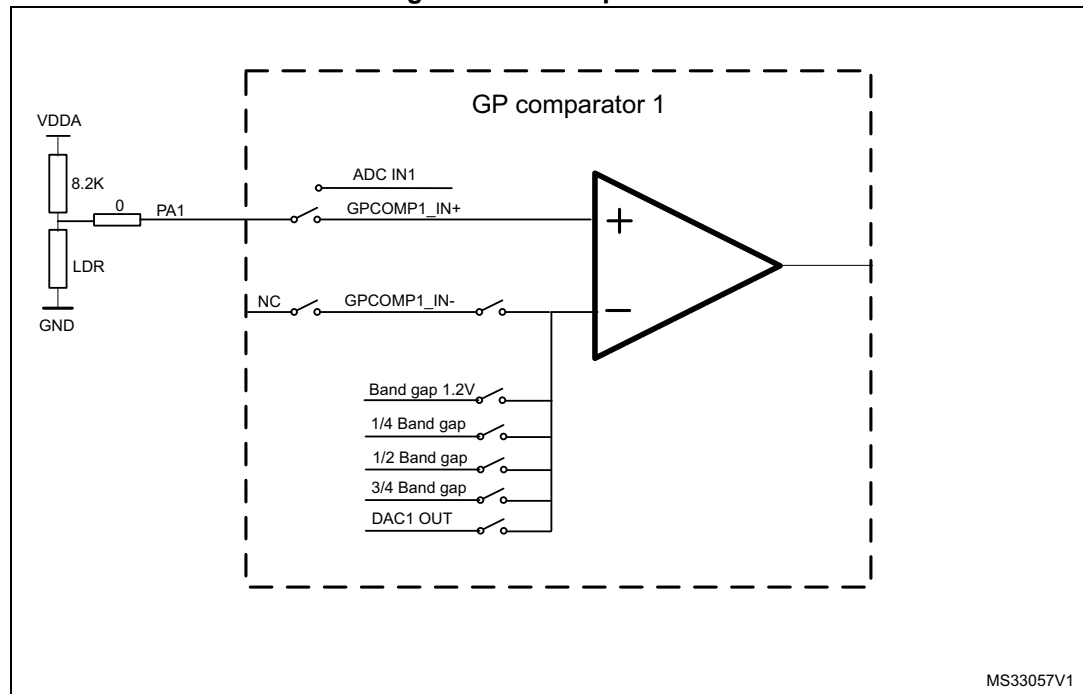 GP comparator 1
VDDA
8.2K
0
PA1
LDR
GND
ADC IN1
GPCOMP1_IN+
NC
GPCOMP1_IN-
Band gap 1.2V
1/4 Band gap
1/2 Band gap
3/4 Band gap
DAC1 OUT
+
−
MS33057V1